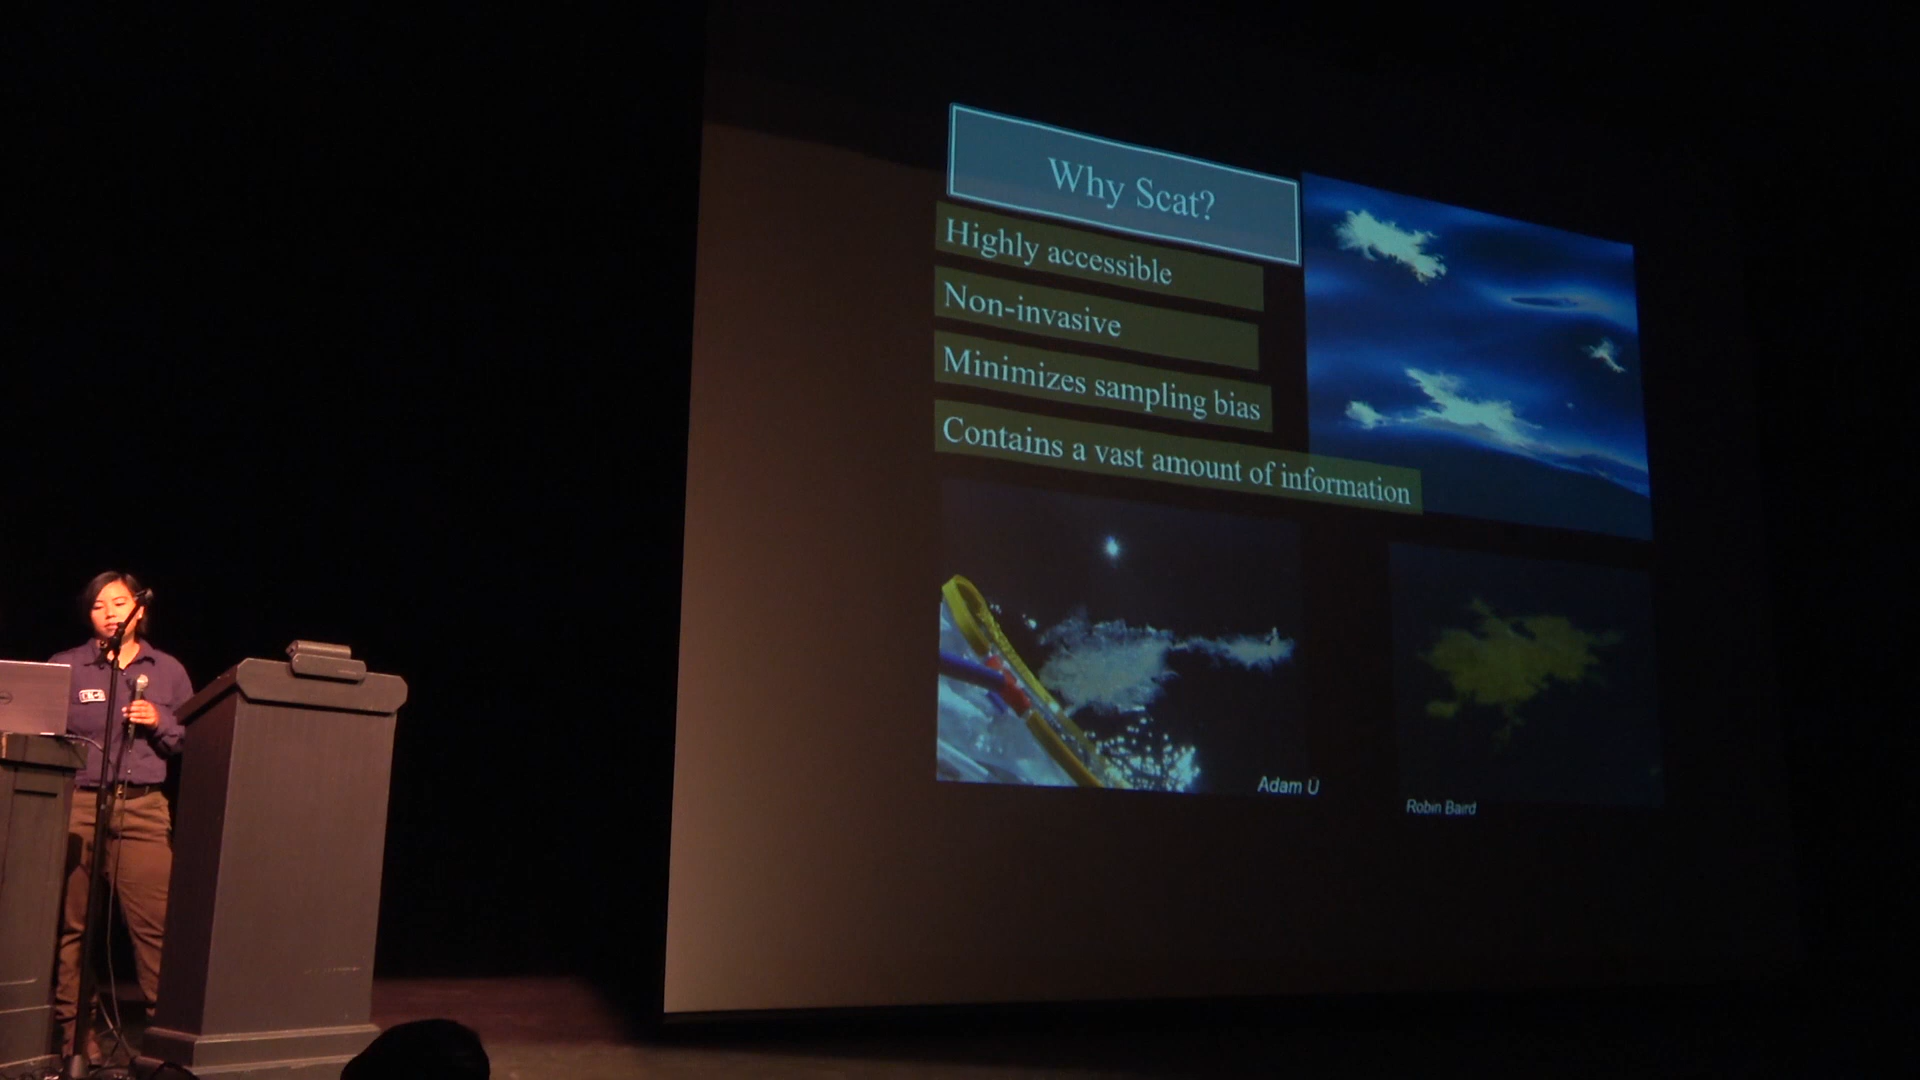 Why Scat?
Highly accessible
Non-invasive
Minimizes sampling bias
Contains a vast amount of information
Adam U
Robin Baird